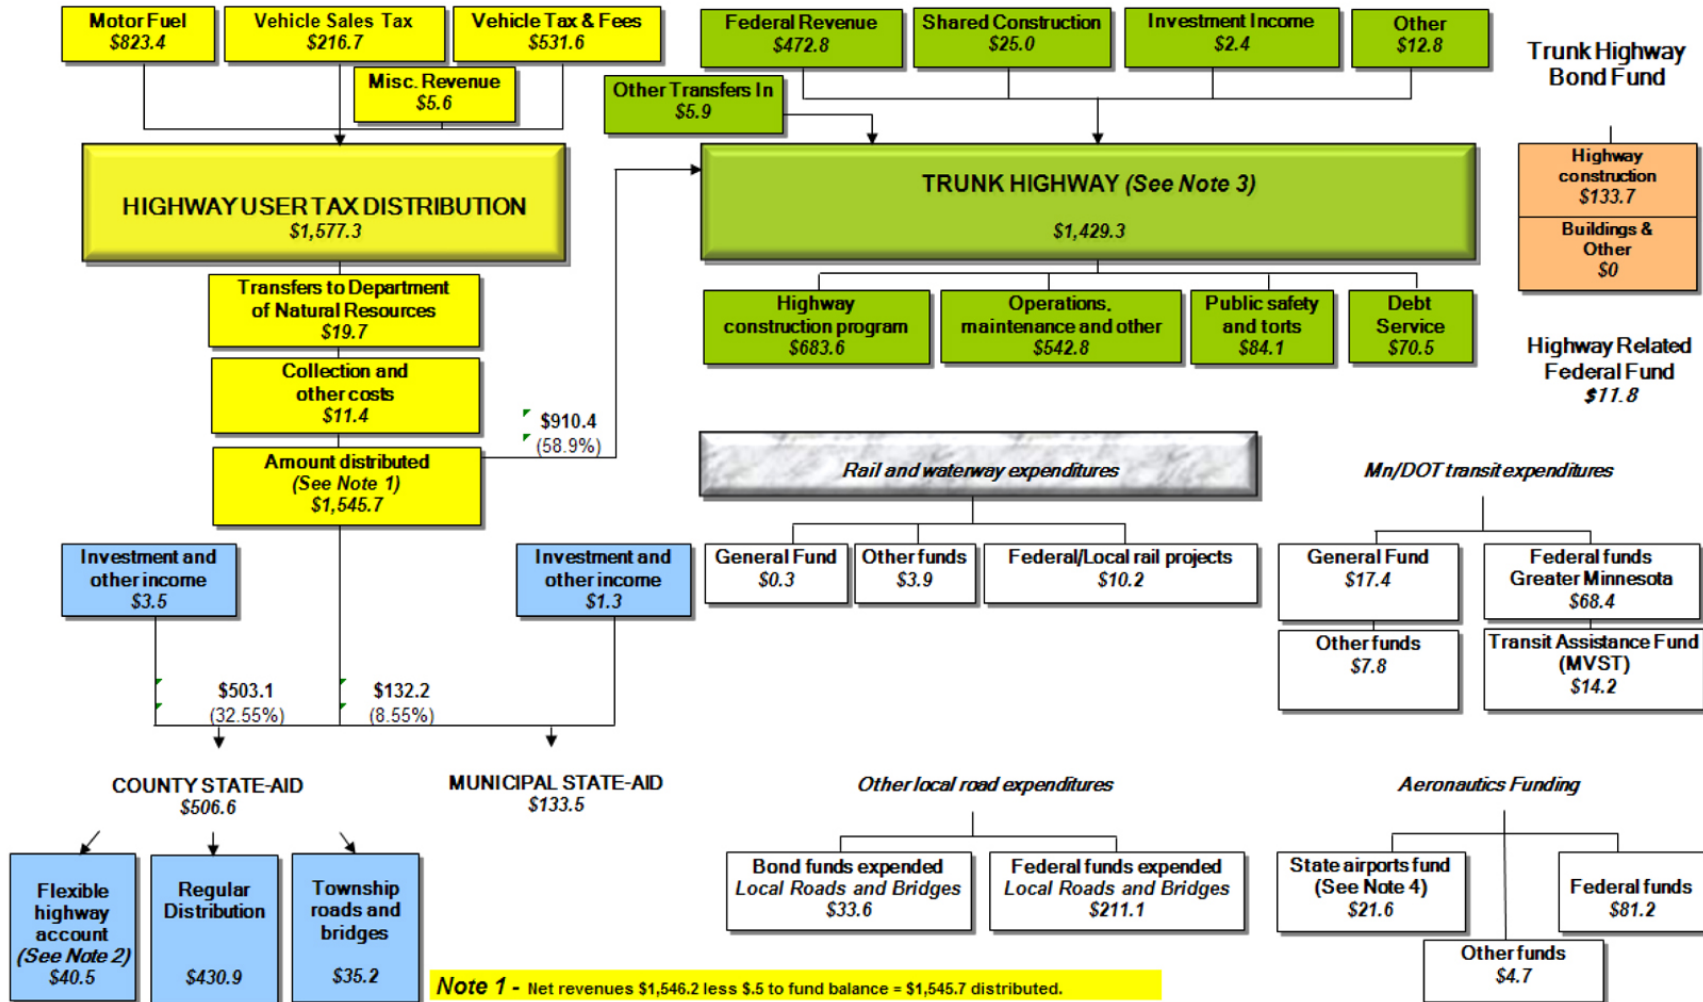 Motor Fuel
$823.4
Vehicle Sales Tax
$216.7
Vehicle Tax & Fees
$531.6
Misc. Revenue
$5.6
Federal Revenue
$472.8
Shared Construction
$25.0
Investment Income
$2.4
Other
$12.8
Other Transfers In
$5.9
Trunk Highway
Bond Fund
HIGHWAY USER TAX DISTRIBUTION
$1,577.3
TRUNK HIGHWAY (See Note 3)
$1,429.3
Highway
construction
$133.7
Buildings &
Other
$0
Transfers to Department
of Natural Resources
$19.7
Collection and
other costs
$11.4
Amount distributed
(See Note 1)
$1,545.7
$910.4
(58.9%)
Highway
construction program
$683.6
Operations,
maintenance and other
$542.8
Public safety
and torts
$84.1
Debt
Service
$70.5
Highway Related
Federal Fund
$11.8
Rail and waterway expenditures
General Fund
$0.3
Other funds
$3.9
Federal/Local rail projects
$10.2
Mn/DOT transit expenditures
General Fund
$17.4
Federal funds
Greater Minnesota
$68.4
Other funds
$7.8
Transit Assistance Fund
(MVST)
$14.2
Investment and
other income
$3.5
Investment and
other income
$1.3
$503.1
(32.55%)
$132.2
(8.55%)
COUNTY STATE-AID
$506.6
MUNICIPAL STATE-AID
$133.5
Flexible
highway
account
(See Note 2)
$40.5
Regular
Distribution
$430.9
Township
roads and
bridges
$35.2
Other local road expenditures
Bond funds expended
Local Roads and Bridges
$33.6
Federal funds expended
Local Roads and Bridges
$211.1
Aeronautics Funding
State airports fund
(See Note 4)
$21.6
Federal funds
$81.2
Other funds
$4.7
Note 1 - Net revenues $1,546.2 less $.5 to fund balance = $1,545.7 distributed.